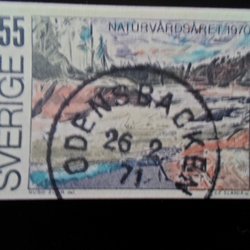 55
NATURVÅRDSÅRET 1970
SVERIGE
ODENSBACKEN
26 2
71